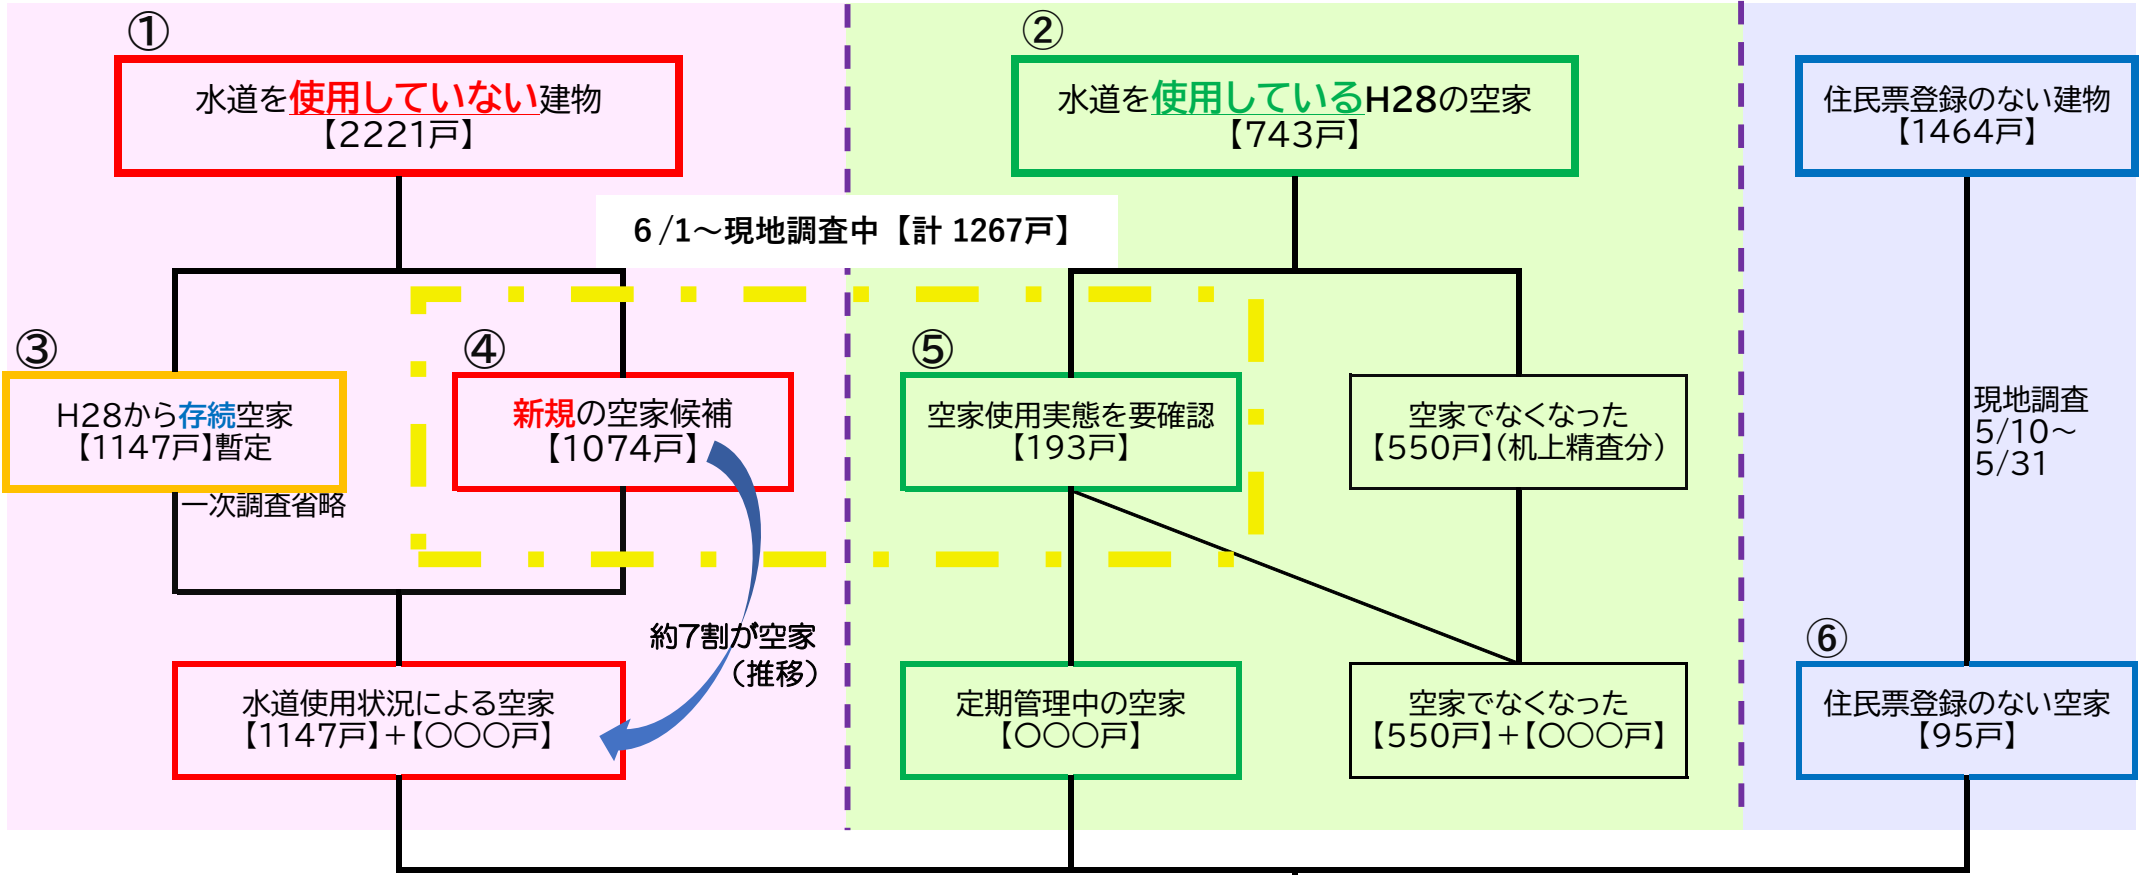 ①
水道を使用していない建物
【2221戸】
②
水道を使用しているH28の空家
【743戸】
住民票登録のない建物
【1464戸】
6/1～現地調査中【計 1267戸】
③
H28から存続空家
【1147戸】暫定
一次調査省略
④
新規の空家候補
【1074戸】
⑤
空家使用実態を要確認
【193戸】
空家でなくなった
【550戸】（机上精査分）
現地調査
5/10～
5/31
約7割が空家
（推移）
水道使用状況による空家
【1147戸】＋【〇〇〇戸】
定期管理中の空家
【〇〇〇戸】
空家でなくなった
【550戸】＋【〇〇〇戸】
⑥
住民票登録のない空家
【95戸】